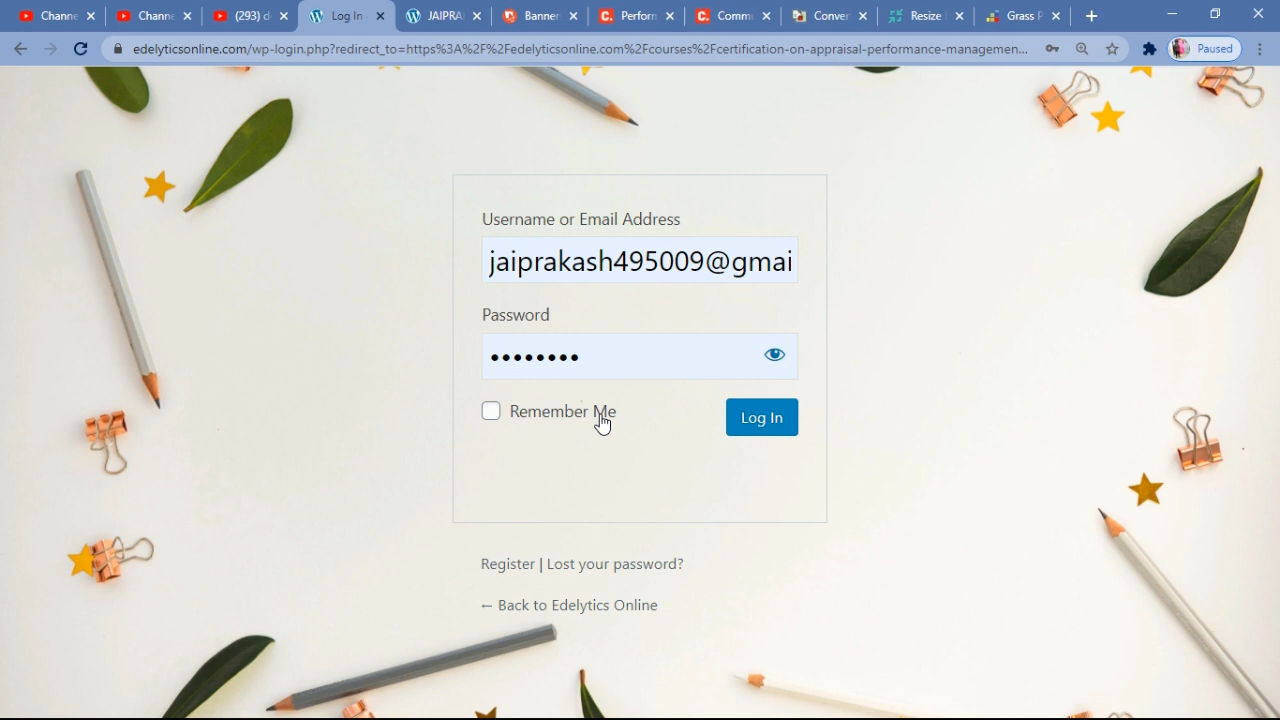 Channe
Channe
(293) cl
Log In
JAIPRA
Banner
Perform
Commu
Conver
Resize I
Grass P
edelyticsonline.com/wp-login.php?redirect_to=https%3A%2F%2Fedelyticsonline.com%2Fcourses%2Fcertification-on-appraisal-performance-managemen...
Paused
Username or Email Address
jaiprakash495009@gmai
Password
Remember Me
Log In
Register | Lost your password?
← Back to Edelytics Online